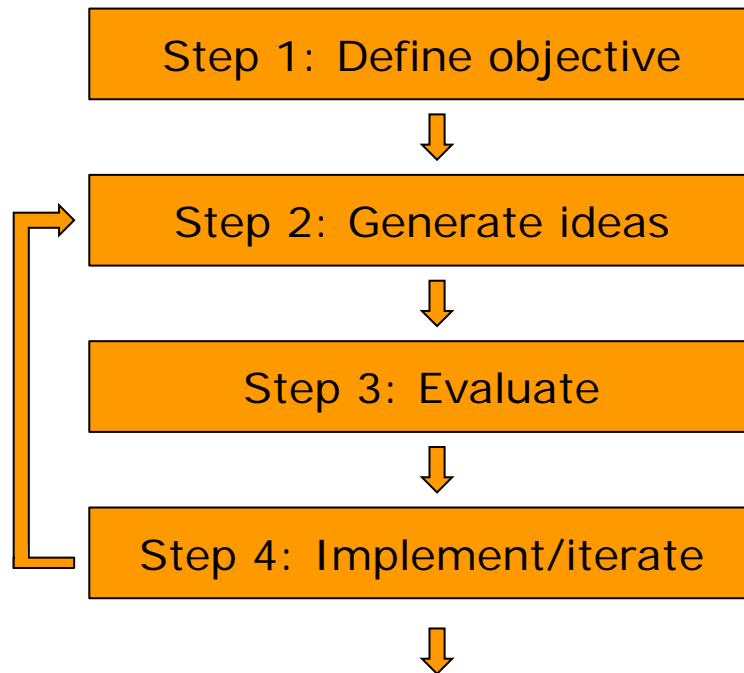 Step 1: Define objective
Step 2: Generate ideas
Step 3: Evaluate
Step 4: Implement/iterate